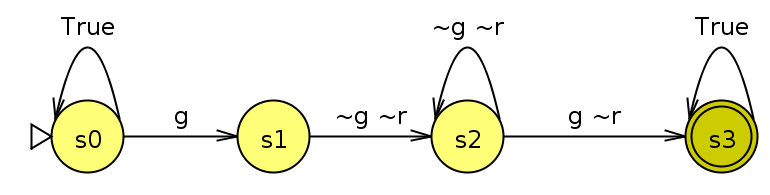 True
~g ~r
True
g
~g ~r
g ~r
s0
s1
s2
s3